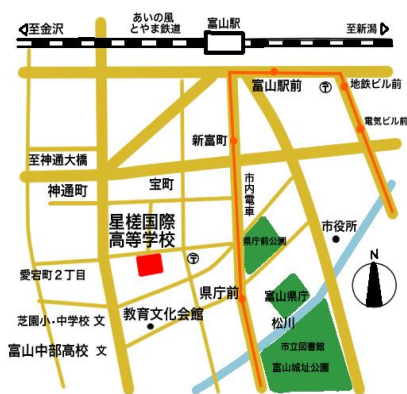 至金沢
あいの風
とやま鉄道
富山駅
至新潟
富山駅前
地鉄ビル前
電気ビル前
新富町
至神通大橋
神通町
宝町
市内電車
星槎国際
高等学校
県庁前公園
市役所
N
愛宕町2丁目
県庁前
富山県庁
芝園小・中学校 文
教育文化会館
松川
富山中部高校 文
市立図書館
富山城址公園